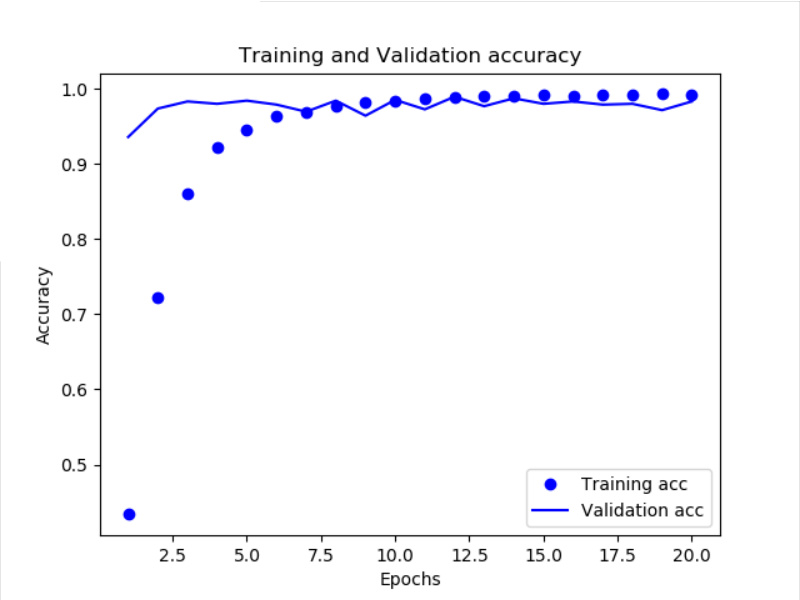 Training and Validation accuracy
1.0
0.9
0.8
0.7
0.6
0.5
Accuracy
Training acc
Validation acc
2.5 5.0 7.5 10.0 12.5 15.0 17.5 20.0
Epochs